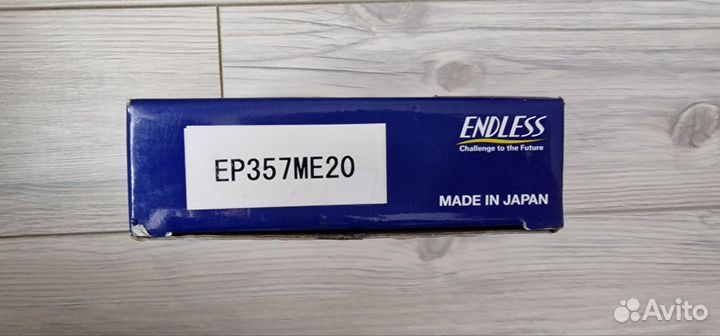 EP357ME20
ENDLESS
Challenge to the Future
MADE IN JAPAN
Avito